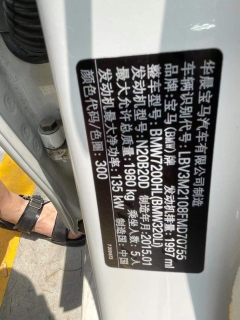 华晨宝马汽车有限公司制造
车辆识别代号: LBV3M2108FMD70755
品牌: 宝马(BMW)牌 发动机排量: 1997 ml
整车型号: BMW7200HL(BMW320Li)
发动机型号: N20B20D 制造年月: 2015.01
最大允许总质量: 1980 kg 乘坐人数: 5人
发动机最大净功率: 135 kW 制造国: 中国
颜色代码/色圈: 300